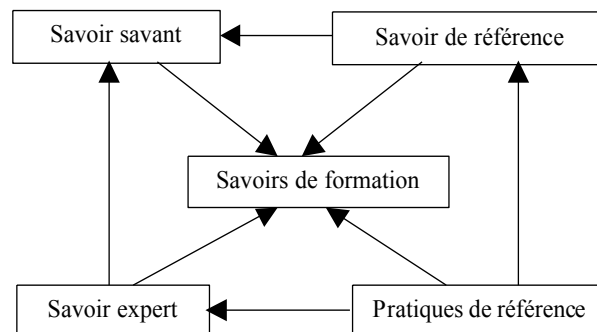 Savoir savant
Savoir de référence
Savoirs de formation
Savoir expert
Pratiques de référence